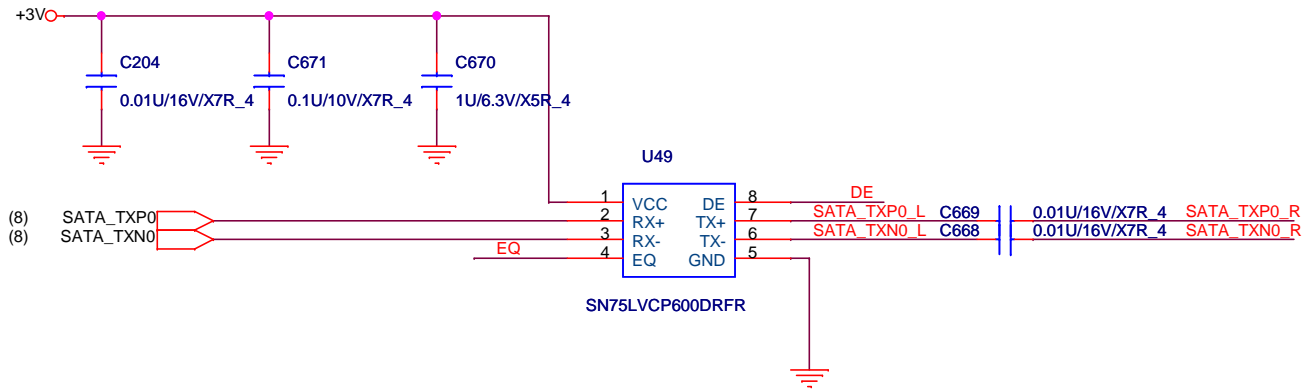 +3V
C204 C671 C670
0.01U/16V/X7R_4 0.1U/10V/X7R_4 1U/6.3V/X5R_4
U49
1 VCC DE 8 DE
(8) SATA_TXP0 2 RX+ TX+ 7 SATA_TXP0_L C669 0.01U/16V/X7R_4 SATA_TXP0_R
(8) SATA_TXN0 3 RX- TX- 6 SATA_TXN0_L C668 0.01U/16V/X7R_4 SATA_TXN0_R
EQ 4 EQ GND 5
SN75LVCP600DRFR